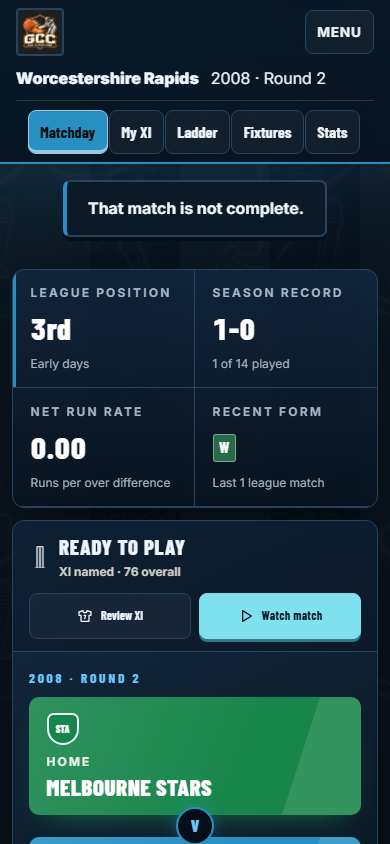 GCC
MENU
Worcestershire Rapids 2008 · Round 2
Matchday My XI Ladder Fixtures Stats
That match is not complete.
LEAGUE POSITION
3rd
Early days
SEASON RECORD
1-0
1 of 14 played
NET RUN RATE
0.00
Runs per over difference
RECENT FORM
W
Last 1 league match
READY TO PLAY
XI named · 76 overall
Review XI
Watch match
2008 · ROUND 2
STA
HOME
MELBOURNE STARS
V